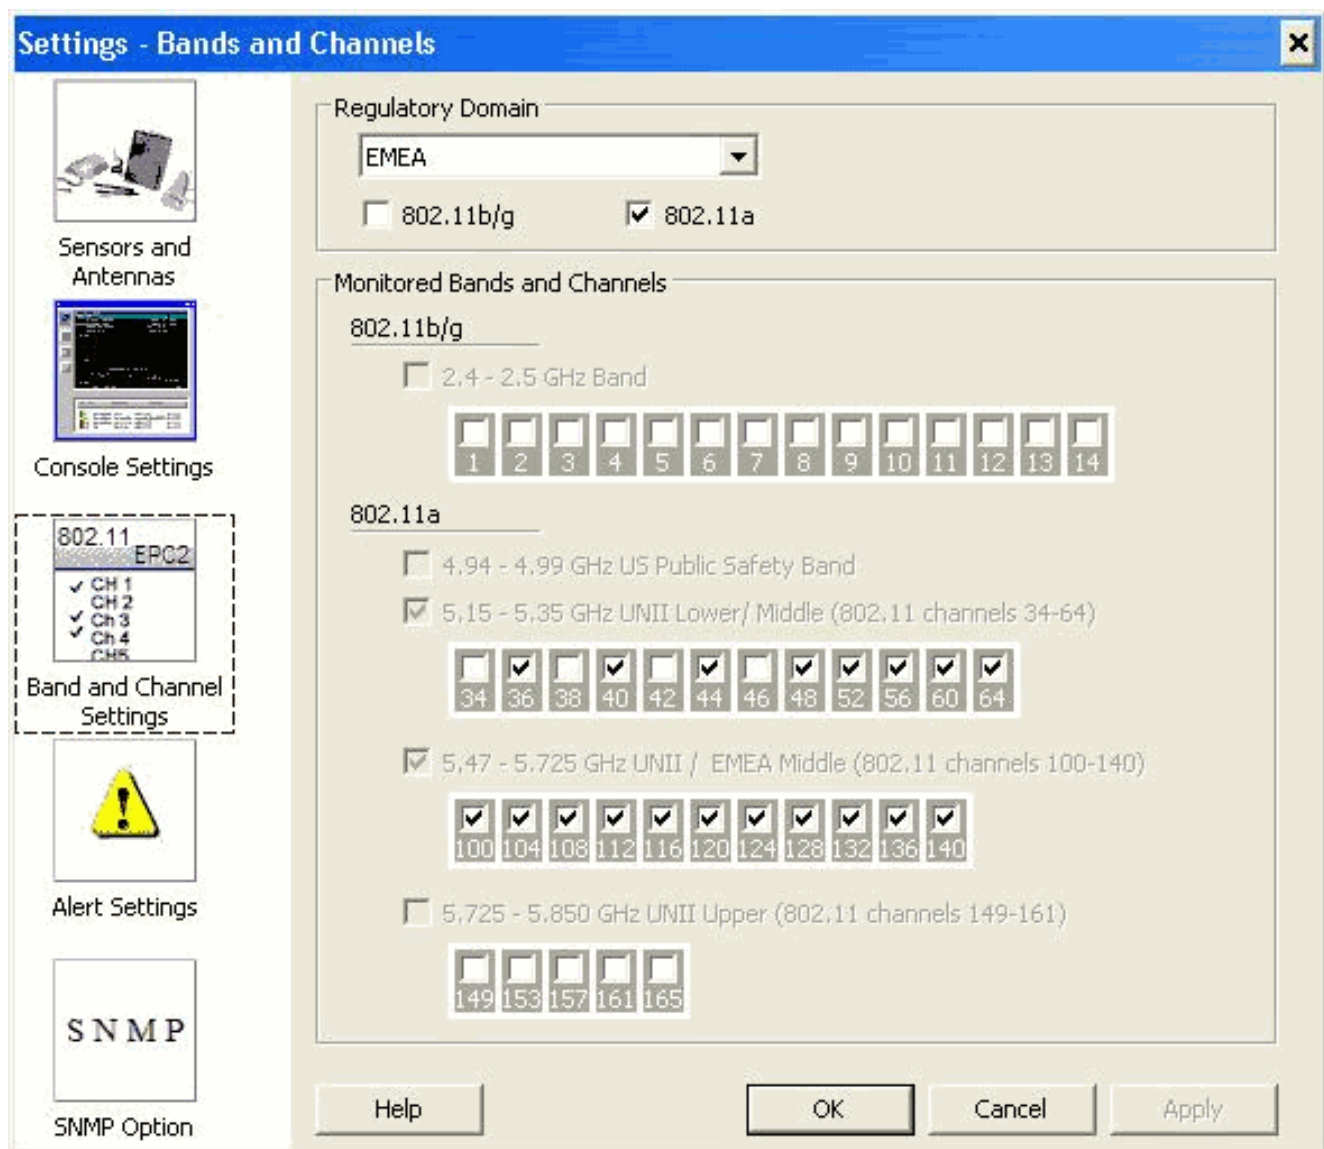 Settings - Bands and Channels
Sensors and
Antennas
Console Settings
802.11
EPC2
CH 1
CH 2
Ch 3
Ch 4
CH5
Band and Channel
Settings
Alert Settings
S N M P
SNMP Option
Regulatory Domain
EMEA
802.11b/g
802.11a
Monitored Bands and Channels
802.11b/g
2.4 - 2.5 GHz Band
1 2 3 4 5 6 7 8 9 10 11 12 13 14
802.11a
4.94 - 4.99 GHz US Public Safety Band
5.15 - 5.35 GHz UNII Lower/ Middle (802.11 channels 34-64)
34 36 38 40 42 44 46 48 52 56 60 64
5.47 - 5.725 GHz UNII / EMEA Middle (802.11 channels 100-140)
100 104 108 112 116 120 124 128 132 136 140
5.725 - 5.850 GHz UNII Upper (802.11 channels 149-161)
149 153 157 161 165
Help
OK
Cancel
Apply